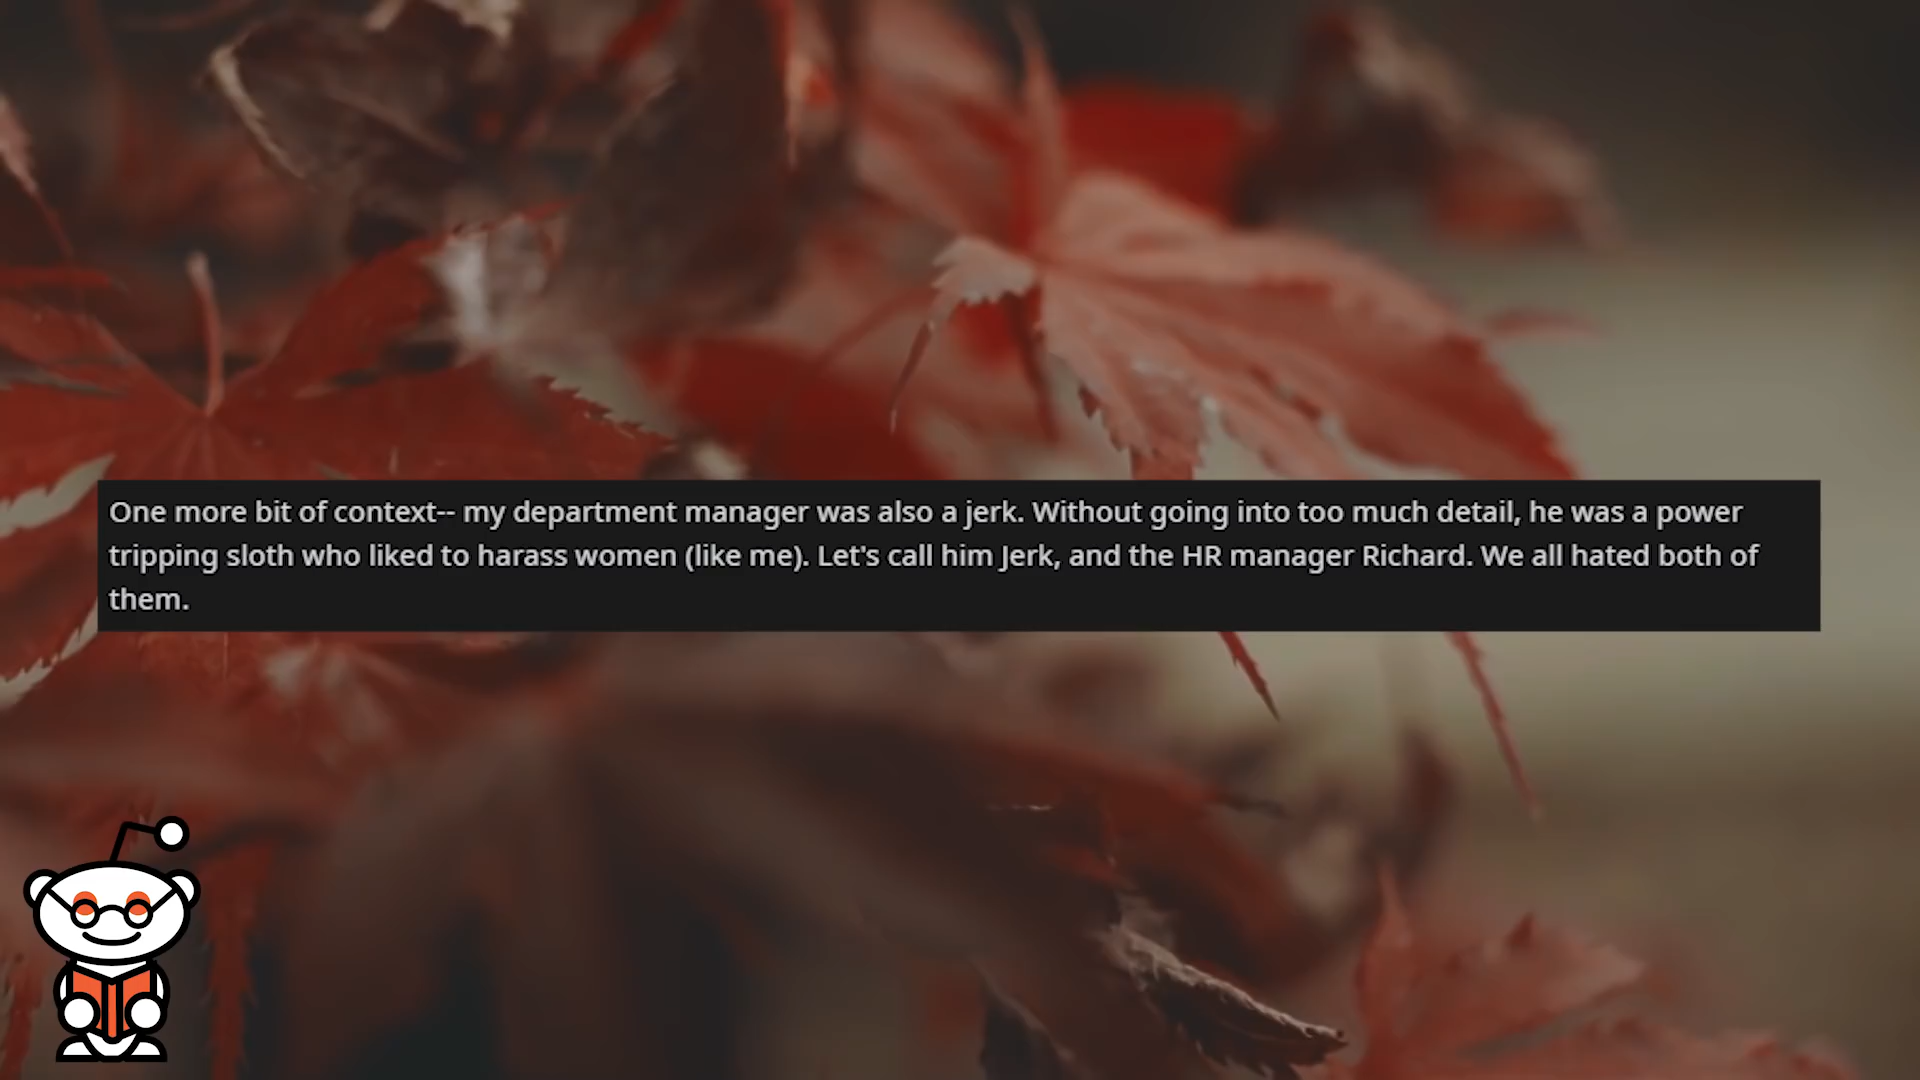 One more bit of context-- my department manager was also a jerk. Without going into too much detail, he was a power
tripping sloth who liked to harass women (like me). Let's call him Jerk, and the HR manager Richard. We all hated both of
them.